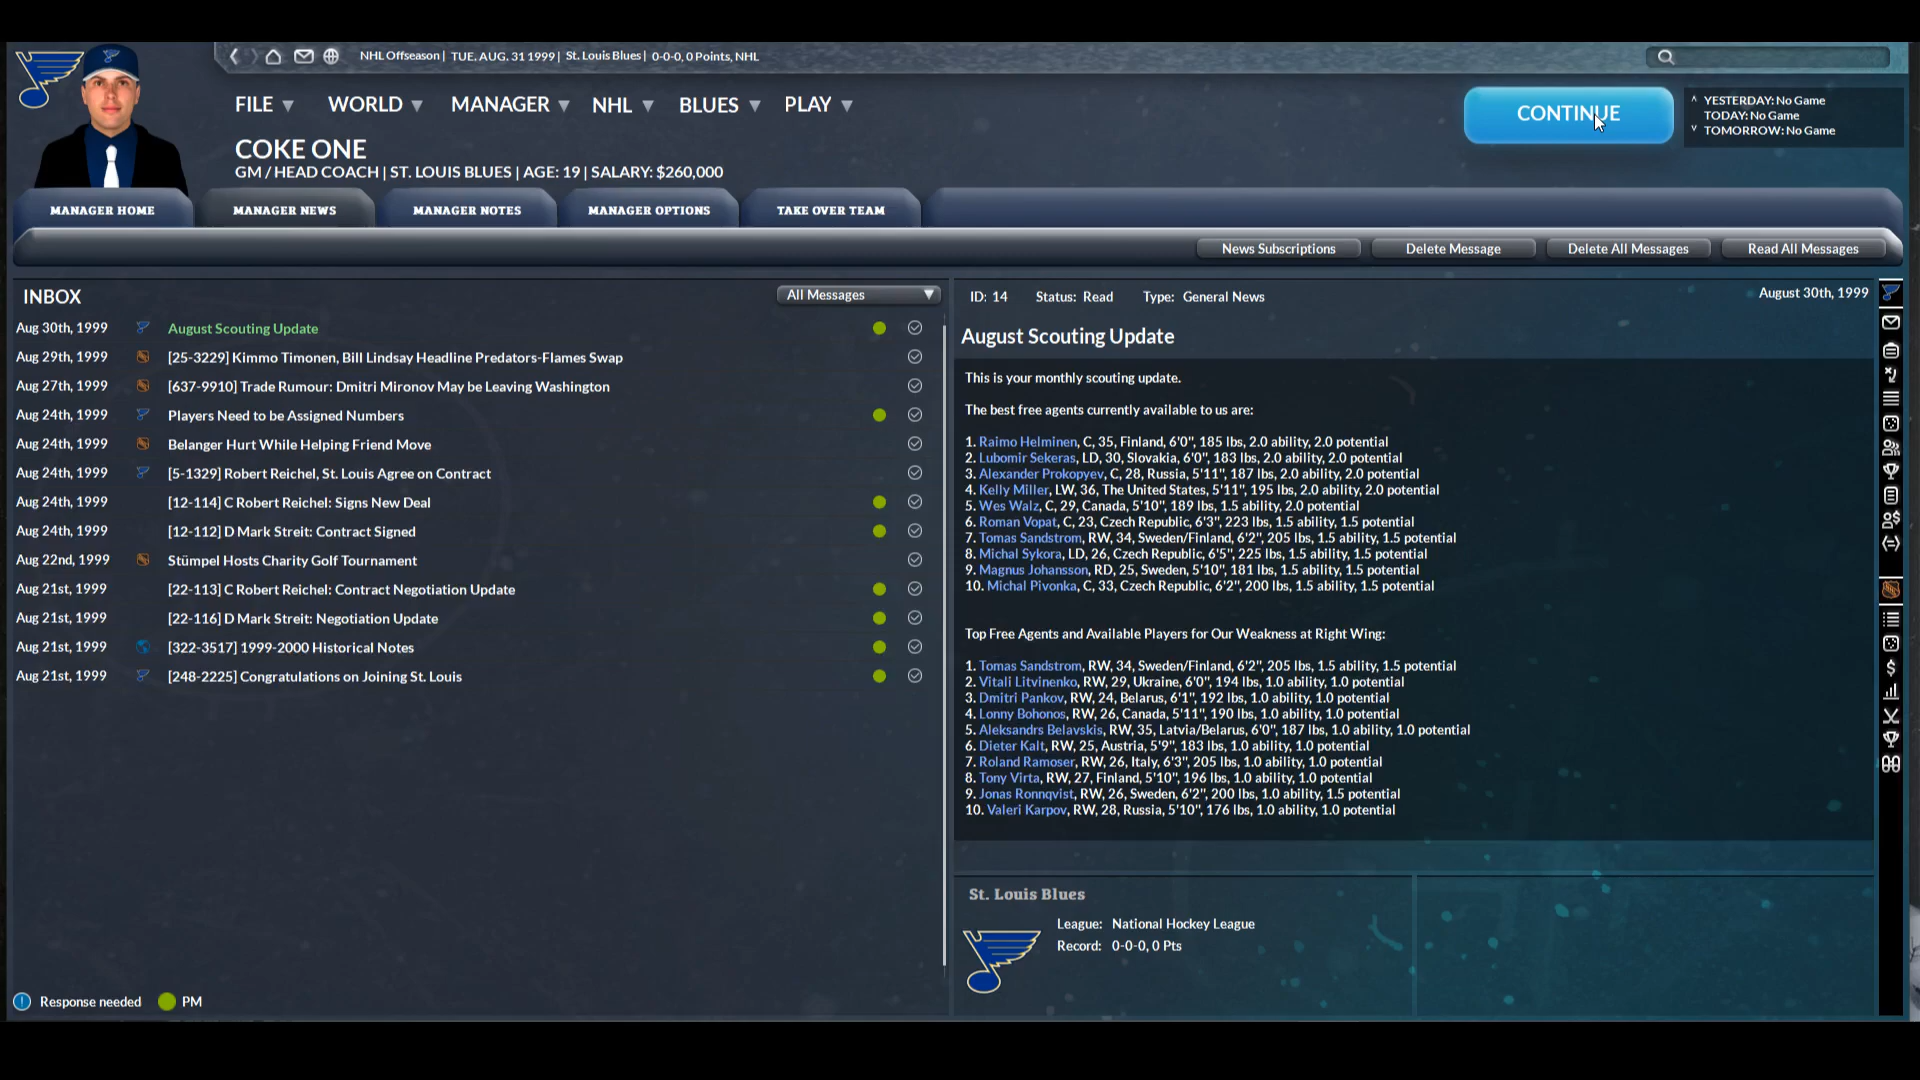 NHL Offseason | TUE. AUG. 31 1999 | St. Louis Blues | 0-0-0, 0 Points, NHL
FILE WORLD MANAGER NHL BLUES PLAY
CONTINUE
YESTERDAY: No Game
TODAY: No Game
TOMORROW: No Game
COKE ONE
GM / HEAD COACH | ST. LOUIS BLUES | AGE: 19 | SALARY: $260,000
MANAGER HOME MANAGER NEWS MANAGER NOTES MANAGER OPTIONS TAKE OVER TEAM
News Subscriptions Delete Message Delete All Messages Read All Messages
INBOX All Messages
Aug 30th, 1999 August Scouting Update
Aug 29th, 1999 [25-3229] Kimmo Timonen, Bill Lindsay Headline Predators-Flames Swap
Aug 27th, 1999 [637-9910] Trade Rumour: Dmitri Mironov May be Leaving Washington
Aug 24th, 1999 Players Need to be Assigned Numbers
Aug 24th, 1999 Belanger Hurt While Helping Friend Move
Aug 24th, 1999 [5-1329] Robert Reichel, St. Louis Agree on Contract
Aug 24th, 1999 [12-114] C Robert Reichel: Signs New Deal
Aug 24th, 1999 [12-112] D Mark Streit: Contract Signed
Aug 22nd, 1999 Stümpel Hosts Charity Golf Tournament
Aug 21st, 1999 [22-113] C Robert Reichel: Contract Negotiation Update
Aug 21st, 1999 [22-116] D Mark Streit: Negotiation Update
Aug 21st, 1999 [322-3517] 1999-2000 Historical Notes
Aug 21st, 1999 [248-2225] Congratulations on Joining St. Louis
Response needed PM
ID: 14 Status: Read Type: General News August 30th, 1999
August Scouting Update
This is your monthly scouting update.
The best free agents currently available to us are:
1. Raimo Helminen, C, 35, Finland, 6'0", 185 lbs, 2.0 ability, 2.0 potential
2. Lubomir Sekeras, LD, 30, Slovakia, 6'0", 183 lbs, 2.0 ability, 2.0 potential
3. Alexander Prokopyev, C, 28, Russia, 5'11", 187 lbs, 2.0 ability, 2.0 potential
4. Kelly Miller, LW, 36, The United States, 5'11", 195 lbs, 2.0 ability, 2.0 potential
5. Wes Walz, C, 29, Canada, 5'10", 189 lbs, 1.5 ability, 2.0 potential
6. Roman Vopat, C, 23, Czech Republic, 6'3", 223 lbs, 1.5 ability, 1.5 potential
7. Tomas Sandstrom, RW, 34, Sweden/Finland, 6'2", 205 lbs, 1.5 ability, 1.5 potential
8. Michal Sykora, LD, 26, Czech Republic, 6'5", 225 lbs, 1.5 ability, 1.5 potential
9. Magnus Johansson, RD, 25, Sweden, 5'10", 181 lbs, 1.5 ability, 1.5 potential
10. Michal Pivonka, C, 33, Czech Republic, 6'2", 200 lbs, 1.5 ability, 1.5 potential
Top Free Agents and Available Players for Our Weakness at Right Wing:
1. Tomas Sandstrom, RW, 34, Sweden/Finland, 6'2", 205 lbs, 1.5 ability, 1.5 potential
2. Vitali Litvinenko, RW, 29, Ukraine, 6'0", 194 lbs, 1.0 ability, 1.0 potential
3. Dmitri Pankov, RW, 24, Belarus, 6'1", 192 lbs, 1.0 ability, 1.0 potential
4. Lonny Bohonos, RW, 26, Canada, 5'11", 190 lbs, 1.0 ability, 1.0 potential
5. Aleksandrs Belavskis, RW, 35, Latvia/Belarus, 6'0", 187 lbs, 1.0 ability, 1.0 potential
6. Dieter Kalt, RW, 25, Austria, 5'9", 183 lbs, 1.0 ability, 1.0 potential
7. Roland Ramoser, RW, 26, Italy, 6'3", 205 lbs, 1.0 ability, 1.0 potential
8. Tony Virta, RW, 27, Finland, 5'10", 196 lbs, 1.0 ability, 1.0 potential
9. Jonas Ronnqvist, RW, 26, Sweden, 6'2", 200 lbs, 1.0 ability, 1.5 potential
10. Valeri Karpov, RW, 28, Russia, 5'10", 176 lbs, 1.0 ability, 1.0 potential
St. Louis Blues
League: National Hockey League
Record: 0-0-0, 0 Pts